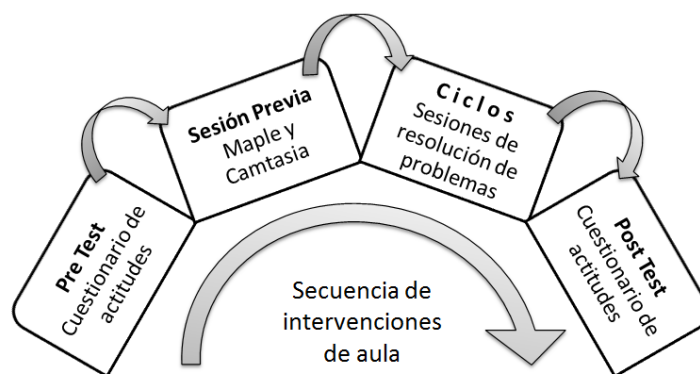 Pre Test
Cuestionario de
actitudes
Sesión Previa
Maple y
Camtasia
Ciclos
Sesiones de
resolución de
problemas
Post Test
Cuestionario de
actitudes
Secuencia de
intervenciones
de aula